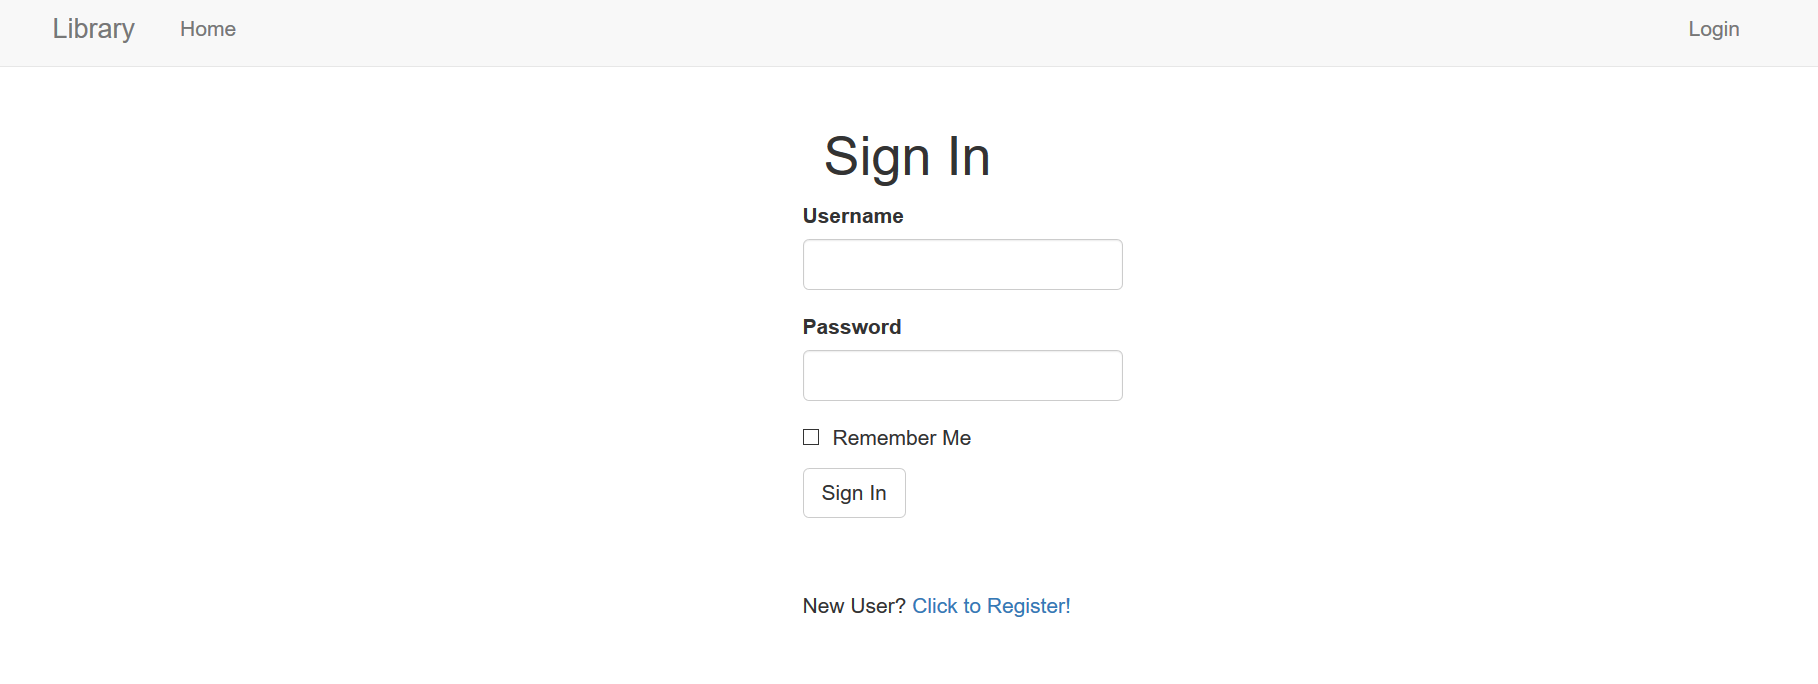 Library Home Login
Sign In
Username
Password
Remember Me
Sign In
New User? Click to Register!